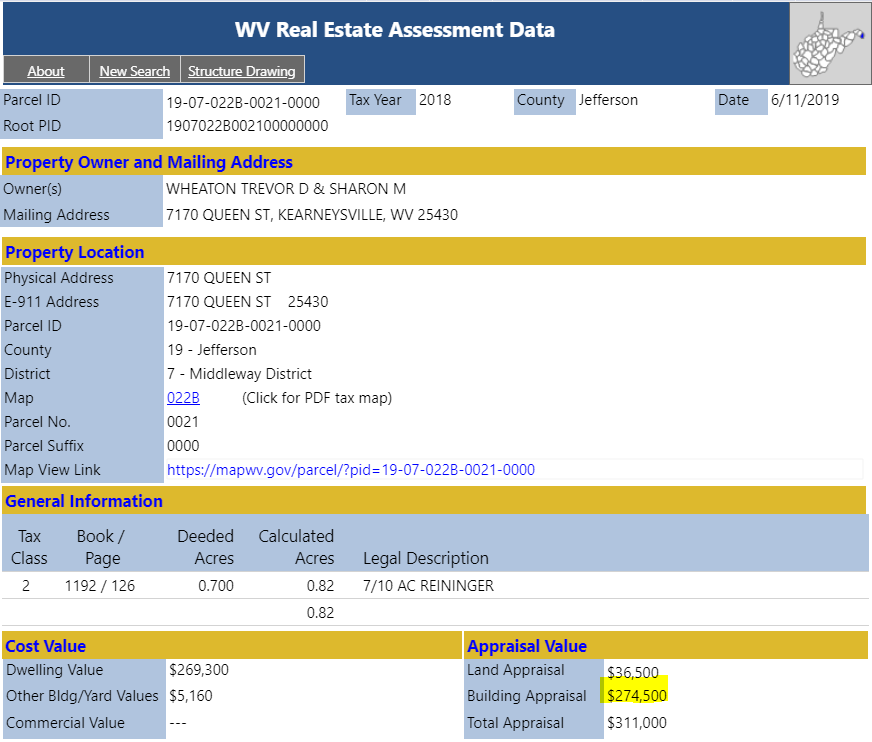 WV Real Estate Assessment Data
About New Search Structure Drawing
Parcel ID 19-07-022B-0021-0000 Tax Year 2018 County Jefferson Date 6/11/2019
Root PID 1907022B002100000000
Property Owner and Mailing Address
Owner(s) WHEATON TREVOR D & SHARON M
Mailing Address 7170 QUEEN ST, KEARNEYSVILLE, WV 25430
Property Location
Physical Address 7170 QUEEN ST
E-911 Address 7170 QUEEN ST 25430
Parcel ID 19-07-022B-0021-0000
County 19 - Jefferson
District 7 - Middleway District
Map 022B (Click for PDF tax map)
Parcel No. 0021
Parcel Suffix 0000
Map View Link https://mapwv.gov/parcel/?pid=19-07-022B-0021-0000
General Information
Tax Book / Deeded Calculated
Class Page Acres Acres Legal Description
2 1192 / 126 0.700 0.82 7/10 AC REININGER
0.82
Cost Value Appraisal Value
Dwelling Value $269,300 Land Appraisal $36,500
Other Bldg/Yard Values $5,160 Building Appraisal $274,500
Commercial Value --- Total Appraisal $311,000